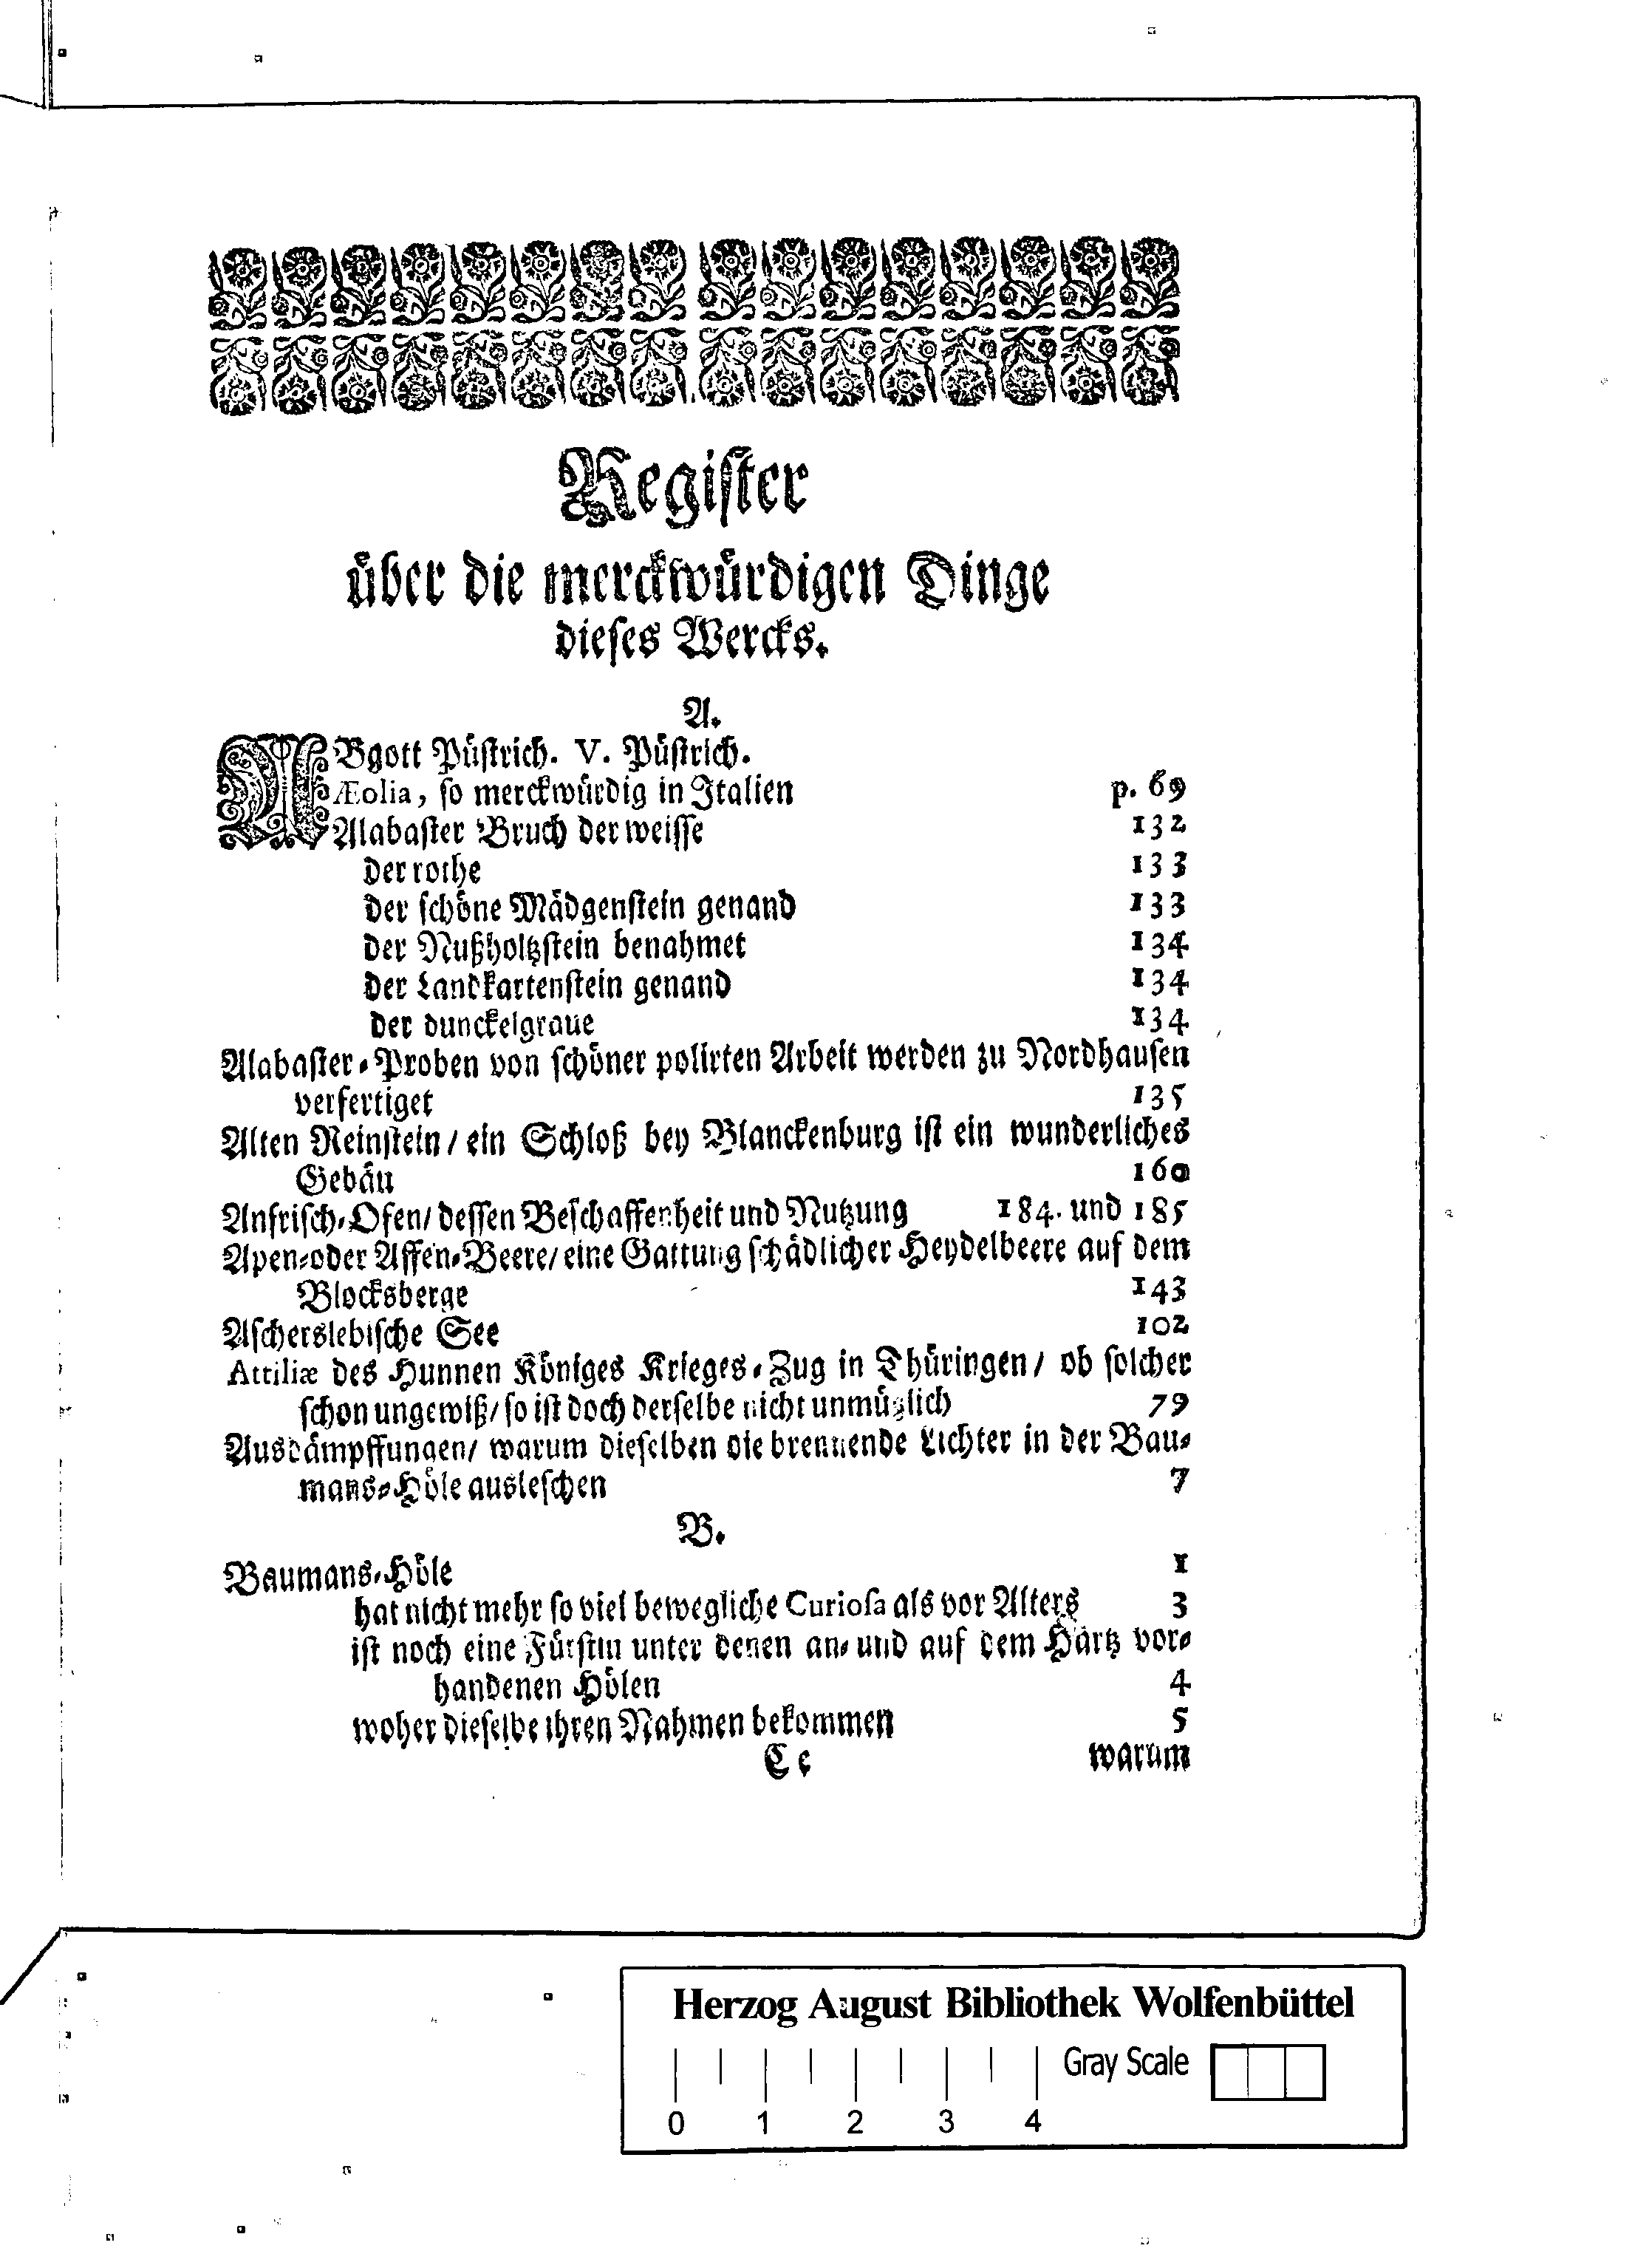 Register
über die merckwürdigen Dinge
dieses Wercks.
A.
ABgott Püstrich. V. Püstrich.
Æolia, so merckwürdig in Italien p. 69
Alabaster Bruch der weisse 132
der rothe 133
der schöne Mädgenstein genand 133
der Nußholtzstein benahmet 134
der Landkartenstein genand 134
der dunckelgraue 134
Alabaster-Proben von schöner polirten Arbeit werden zu Nordhausen
verfertiget 135
Alten Reinstein/ ein Schloß bey Blanckenburg ist ein wunderliches
Gebäu 160
Anfrisch-Ofen/ dessen Beschaffenheit und Nutzung 184. und 185
Apen-oder Affen-Beere/ eine Gattung schädlicher Heydelbeere auf dem
Blocksberge 143
Ascherslebische See 102
Attiliæ des Hunnen Königes Krieges-Zug in Thüringen/ ob solcher
schon ungewiß/ so ist doch derselbe nicht unmüglich 79
Ausdämpffungen/ warum dieselben die brennende Lichter in der Bau-
mans-Höle ausleschen 7
B.
Baumans-Höle 1
hat nicht mehr so viel bewegliche Curiosa als vor Alters 3
ist noch eine Fürstin unter denen an- und auf dem Hartz vor-
handenen Hölen 4
woher dieselbe ihren Nahmen bekommen 5
Cc warum
Herzog August Bibliothek Wolfenbüttel
Gray Scale
0 1 2 3 4